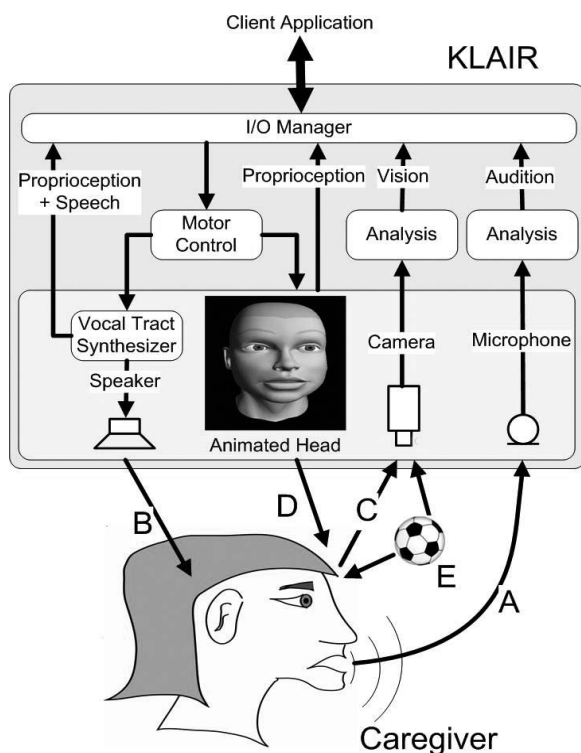 Client Application
KLAIR
I/O Manager
Proprioception
+ Speech
Proprioception
Vision
Audition
Motor
Control
Analysis
Analysis
Vocal Tract
Synthesizer
Camera
Microphone
Speaker
Animated Head
B
D
C
E
A
Caregiver